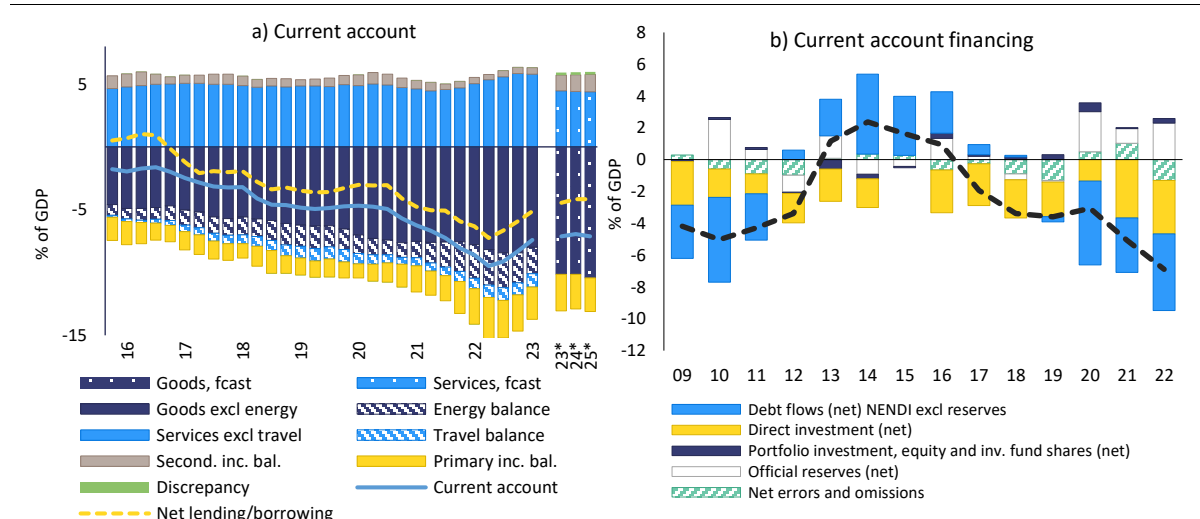 a) Current account
5
-5
-15
% of GDP
16
17
18
19
20
21
22
23
23*
24*
25*
Goods, fcast
Services, fcast
Goods excl energy
Energy balance
Services excl travel
Travel balance
Second. inc. bal.
Primary inc. bal.
Discrepancy
Current account
Net lending/borrowing
b) Current account financing
8
6
4
2
0
-2
-4
-6
-8
-10
-12
% of GDP
09 10 11 12 13 14 15 16 17 18 19 20 21 22
Debt flows (net) NENDI excl reserves
Direct investment (net)
Portfolio investment, equity and inv. fund shares (net)
Official reserves (net)
Net errors and omissions